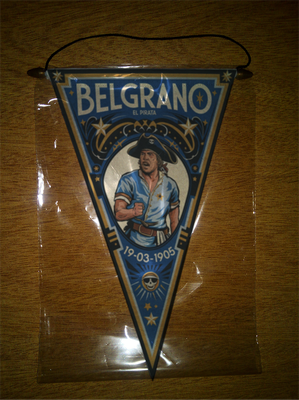 BELGRANO
EL PIRATA
19-03-1905